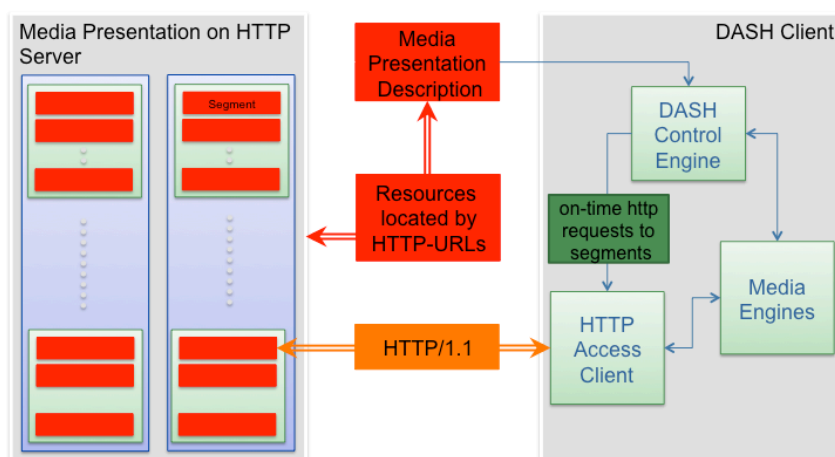 Media Presentation on HTTP
Server
Segment
Media
Presentation
Description
Resources
located by
HTTP-URLs
HTTP/1.1
DASH Client
DASH
Control
Engine
on-time http
requests to
segments
Media
Engines
HTTP
Access
Client